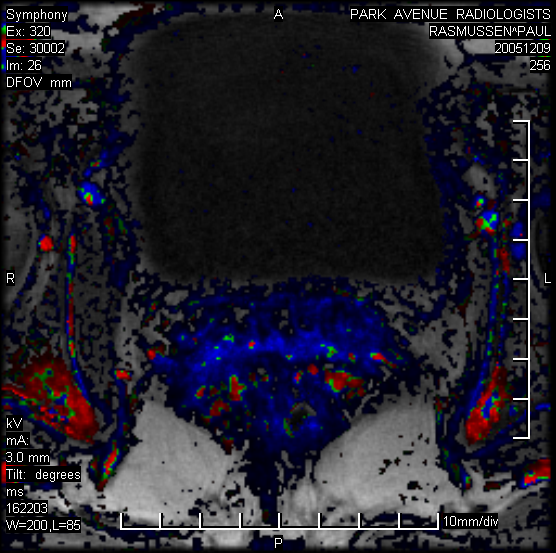 Symphony
Ex: 320
Se: 30002
Im: 26
DFOV mm
A
PARK AVENUE RADIOLOGISTS
RASMUSSEN^PAUL
20051209
256
R
L
kV
mA:
3.0 mm
Tilt: degrees
ms
162203
W=200,L=85
10mm/div
P